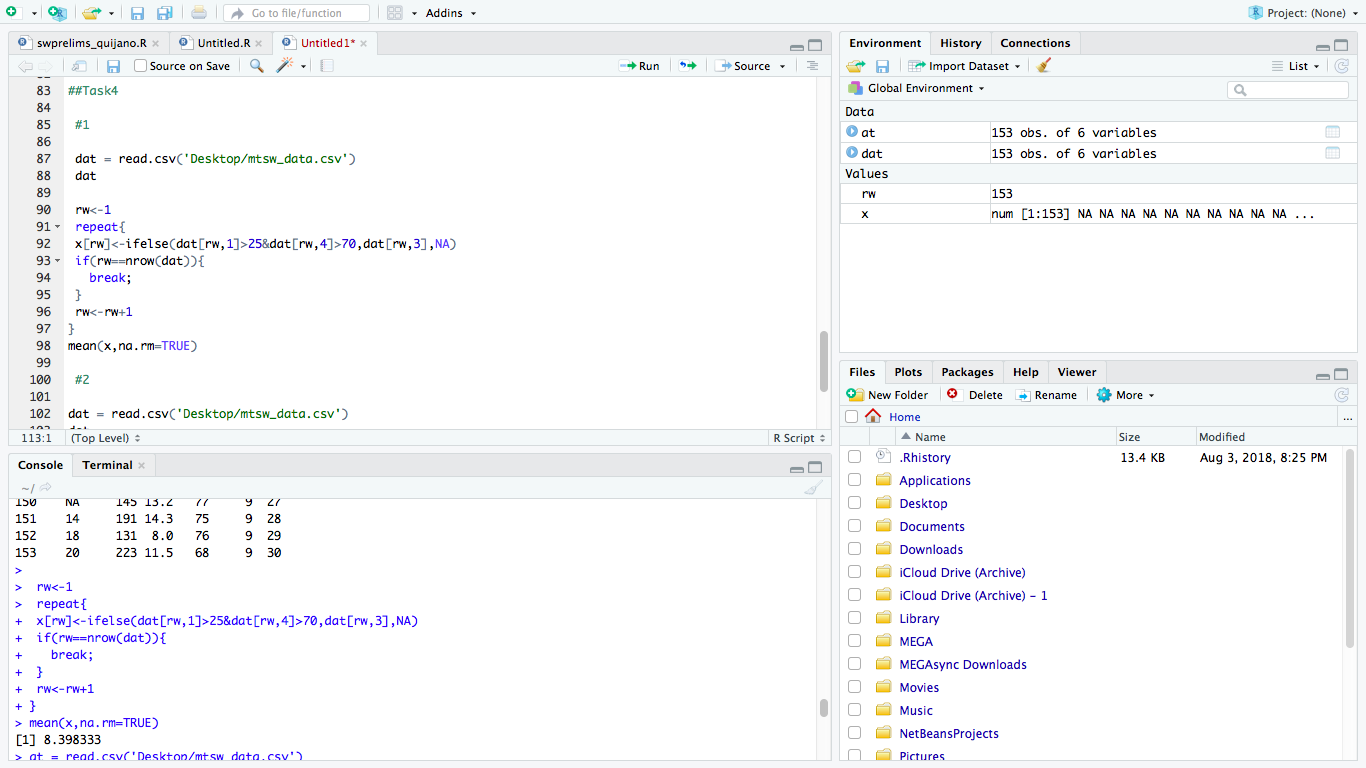 Go to file/function
Addins
Project: (None)
swprelims_quijano.R
Untitled.R
Untitled1*
Source on Save
Run
Source
83 ##Task4
84
85 #1
86
87 dat = read.csv('Desktop/mtsw_data.csv')
88 dat
89
90 rw<-1
91 repeat{
92 x[rw]<-ifelse(dat[rw,1]>25&dat[rw,4]>70,dat[rw,3],NA)
93 if(rw==nrow(dat)){
94 break;
95 }
96 rw<-rw+1
97 }
98 mean(x,na.rm=TRUE)
99
100 #2
101
102 dat = read.csv('Desktop/mtsw_data.csv')
113:1 (Top Level) R Script
Console Terminal
~/
150 NA 145 13.2 77 9 27
151 14 191 14.3 75 9 28
152 18 131 8.0 76 9 29
153 20 223 11.5 68 9 30
>
> rw<-1
> repeat{
+ x[rw]<-ifelse(dat[rw,1]>25&dat[rw,4]>70,dat[rw,3],NA)
+ if(rw==nrow(dat)){
+ break;
+ }
+ rw<-rw+1
+ }
> mean(x,na.rm=TRUE)
[1] 8.398333
> at = read.csv('Desktop/mtsw_data.csv')
Environment History Connections
Import Dataset
List
Global Environment
Data
at 153 obs. of 6 variables
dat 153 obs. of 6 variables
Values
rw 153
x num [1:153] NA NA NA NA NA NA NA NA NA NA ...
Files Plots Packages Help Viewer
New Folder Delete Rename More
Home ...
Name Size Modified
.Rhistory 13.4 KB Aug 3, 2018, 8:25 PM
Applications
Desktop
Documents
Downloads
iCloud Drive (Archive)
iCloud Drive (Archive) - 1
Library
MEGA
MEGAsync Downloads
Movies
Music
NetBeansProjects
Pictures